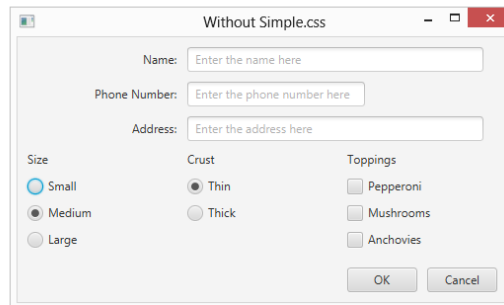 Without Simple.css
Name: Enter the name here
Phone Number: Enter the phone number here
Address: Enter the address here
Size Crust Toppings
Small Thin Pepperoni
Medium Thick Mushrooms
Large Anchovies
OK Cancel